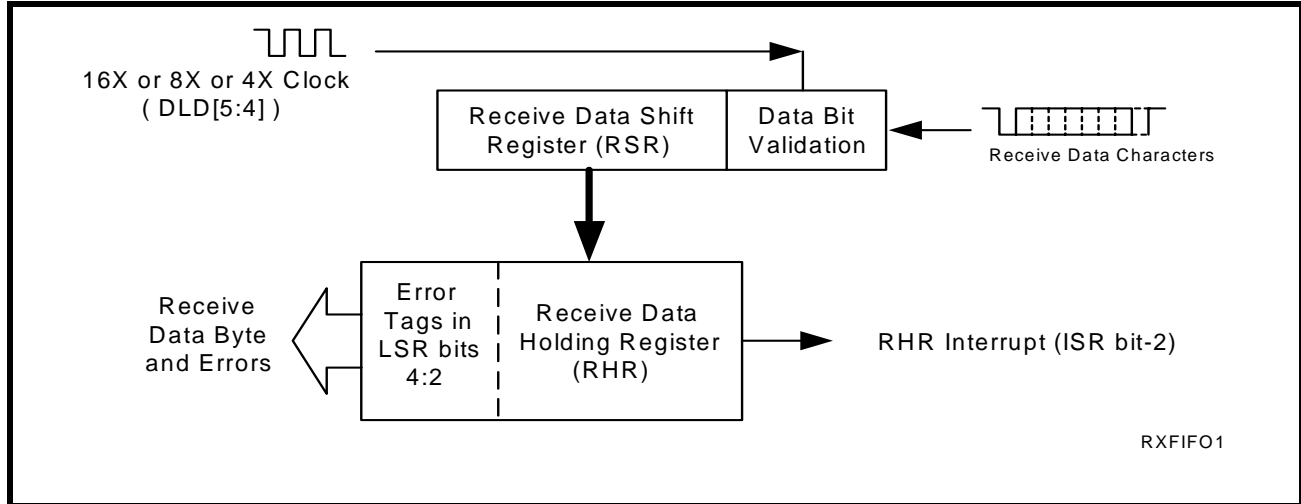 16X or 8X or 4X Clock
( DLD[5:4] )
Receive Data Shift
Register (RSR)
Data Bit
Validation
Receive Data Characters
Receive
Data Byte
and Errors
Error
Tags in
LSR bits
4:2
Receive Data
Holding Register
(RHR)
RHR Interrupt (ISR bit-2)
RXFIFO1